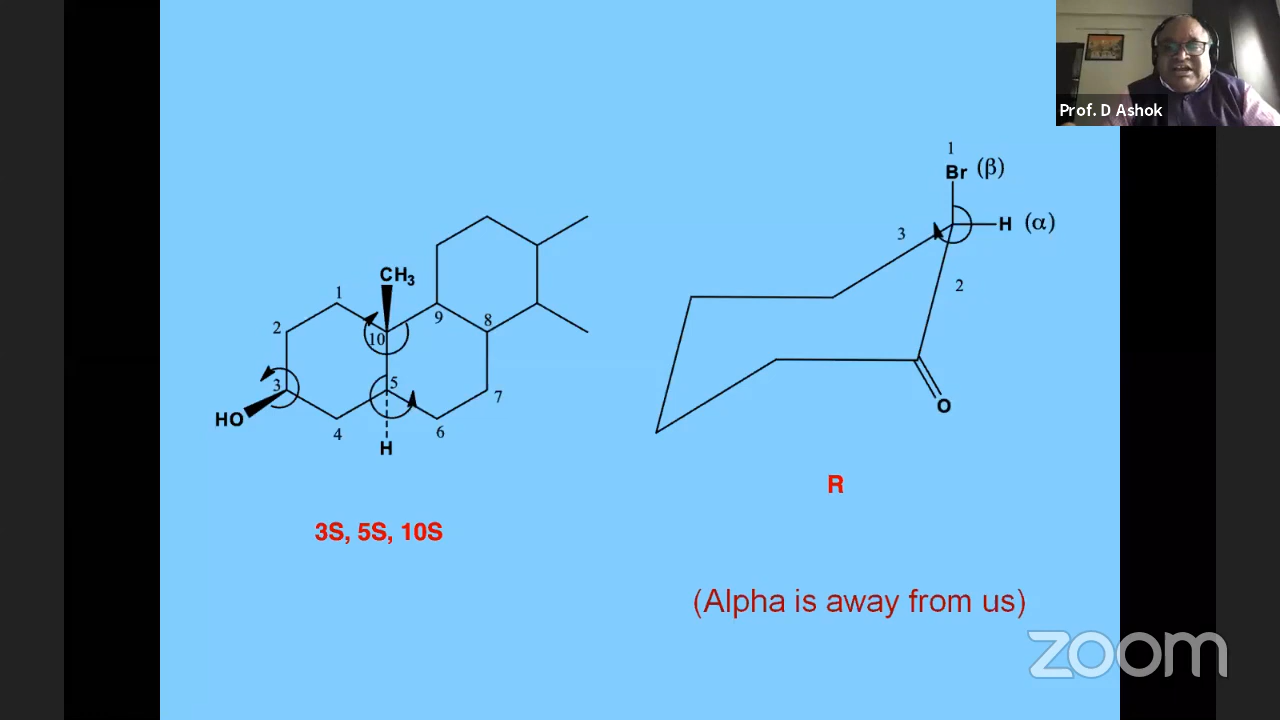 Prof. D Ashok
1
Br (β)
H (α)
3
2
O
R
(Alpha is away from us)
CH₃
1
2
10
9
8
3
5
7
HO
4
6
H
3S, 5S, 10S
zoom